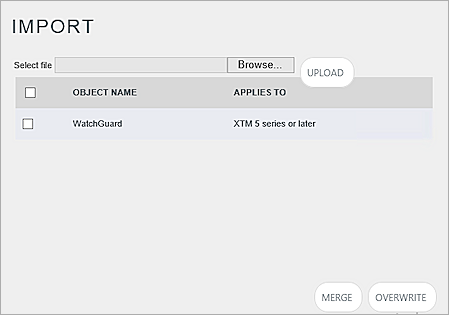 IMPORT
Select file Browse... UPLOAD
OBJECT NAME APPLIES TO
WatchGuard XTM 5 series or later
MERGE OVERWRITE